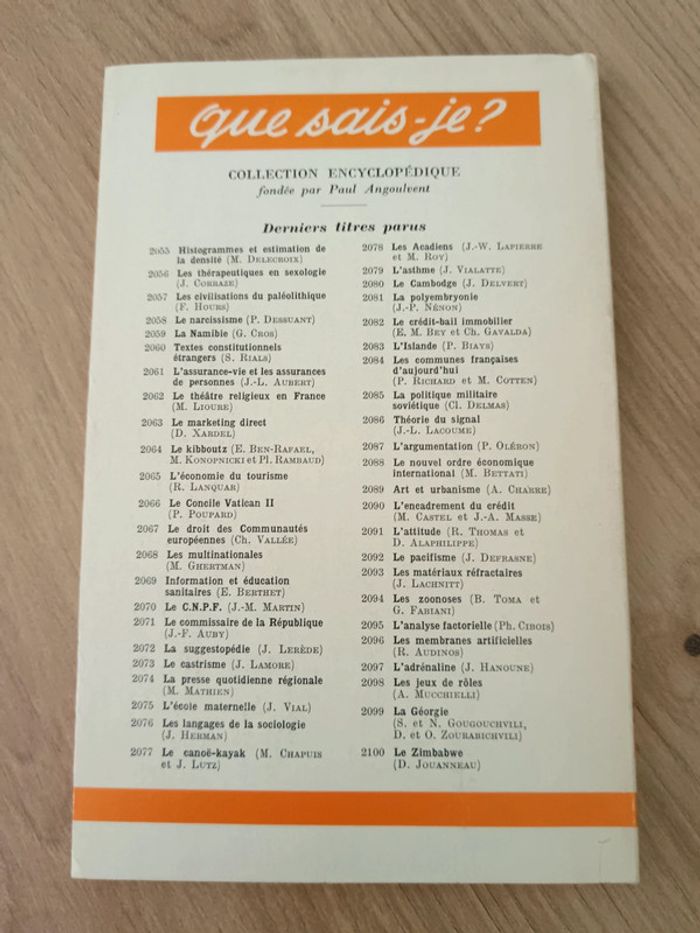 que sais-je?
COLLECTION ENCYCLOPÉDIQUE
fondée par Paul Angoulvent
Derniers titres parus
2055 Histogrammes et estimation de
la densité (M. DELECROIX)
2056 Les thérapeutiques en sexologie
(J. CORRAZE)
2057 Les civilisations du paléolithique
(F. HOURS)
2058 Le narcissisme (P. DESSUANT)
2059 La Namibie (G. CROS)
2060 Textes constitutionnels
étrangers (S. RIALS)
2061 L'assurance-vie et les assurances
de personnes (J.-L. AUBERT)
2062 Le théâtre religieux en France
(M. LIOURE)
2063 Le marketing direct
(D. XARDEL)
2064 Le kibboutz (E. BEN-RAFAEL,
M. KONOPNICKI et Pl. RAMBAUD)
2065 L'économie du tourisme
(R. LANQUAR)
2066 Le Concile Vatican II
(P. POUPARD)
2067 Le droit des Communautés
européennes (Ch. VALLÉE)
2068 Les multinationales
(M. GHERTMAN)
2069 Information et éducation
sanitaires (E. BERTHET)
2070 Le C.N.P.F. (J.-M. MARTIN)
2071 Le commissaire de la République
(J.-F. AUBY)
2072 La suggestopédie (J. LERÈDE)
2073 Le castrisme (J. LAMORE)
2074 La presse quotidienne régionale
(M. MATHIEN)
2075 L'école maternelle (J. VIAL)
2076 Les langages de la sociologie
(J. HERMAN)
2077 Le canoë-kayak (M. CHAPUIS
et J. LUTZ)
2078 Les Acadiens (J.-W. LAPIERRE
et M. ROY)
2079 L'asthme (J. VIALATTE)
2080 Le Cambodge (J. DELVERT)
2081 La polyembryonie
(J.-P. NÉNON)
2082 Le crédit-bail immobilier
(E. M. BEY et Ch. GAVALDA)
2083 L'Islande (P. BIAYS)
2084 Les communes françaises
d'aujourd'hui
(P. RICHARD et M. COTTEN)
2085 La politique militaire
soviétique (Cl. DELMAS)
2086 Théorie du signal
(J.-L. LACOUME)
2087 L'argumentation (P. OLÉRON)
2088 Le nouvel ordre économique
international (M. BETTATI)
2089 Art et urbanisme (A. CHARRE)
2090 L'encadrement du crédit
(M. CASTEL et J.-A. MASSE)
2091 L'attitude (R. THOMAS et
D. ALAPHILIPPE)
2092 Le pacifisme (J. DEFRASNE)
2093 Les matériaux réfractaires
(J. LACHNITT)
2094 Les zoonoses (B. TOMA et
G. FABIANI)
2095 L'analyse factorielle (Ph. CIBOIS)
2096 Les membranes artificielles
(R. AUDINOS)
2097 L'adrénaline (J. HANOUNE)
2098 Les jeux de rôles
(A. MUCCHIELLI)
2099 La Géorgie
(S. et N. GOUGOUCHVILI,
D. et O. ZOURABICHVILI)
2100 Le Zimbabwe
(D. JOUANNEAU)